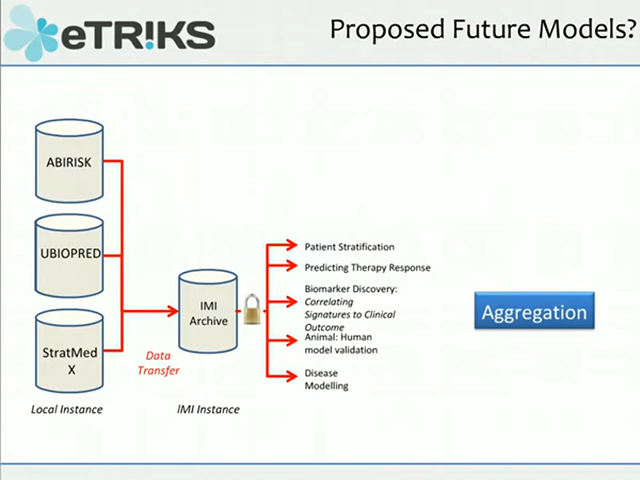 eTRIKS
Proposed Future Models?
ABIRISK
UBIOPRED
StratMed
X
Local Instance
Data
Transfer
IMI
Archive
IMI Instance
Patient Stratification
Predicting Therapy Response
Biomarker Discovery:
Correlating
Signatures to Clinical
Outcome
Animal: Human
model validation
Disease
Modelling
Aggregation